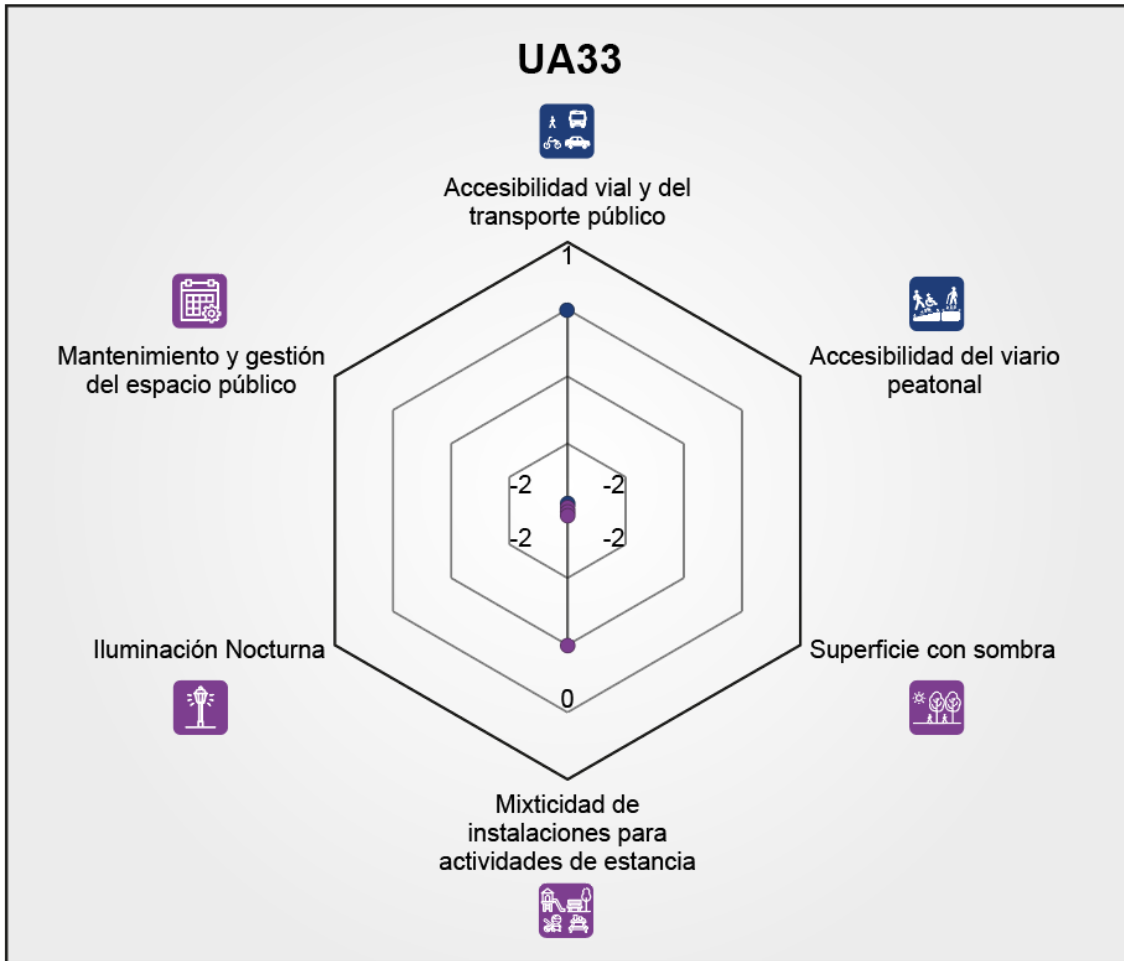 UA33
Accesibilidad vial y del
transporte público
1
Mantenimiento y gestión
del espacio público
Accesibilidad del viario
peatonal
-2
-2
-2
-2
Iluminación Nocturna
Superficie con sombra
0
Mixticidad de
instalaciones para
actividades de estancia